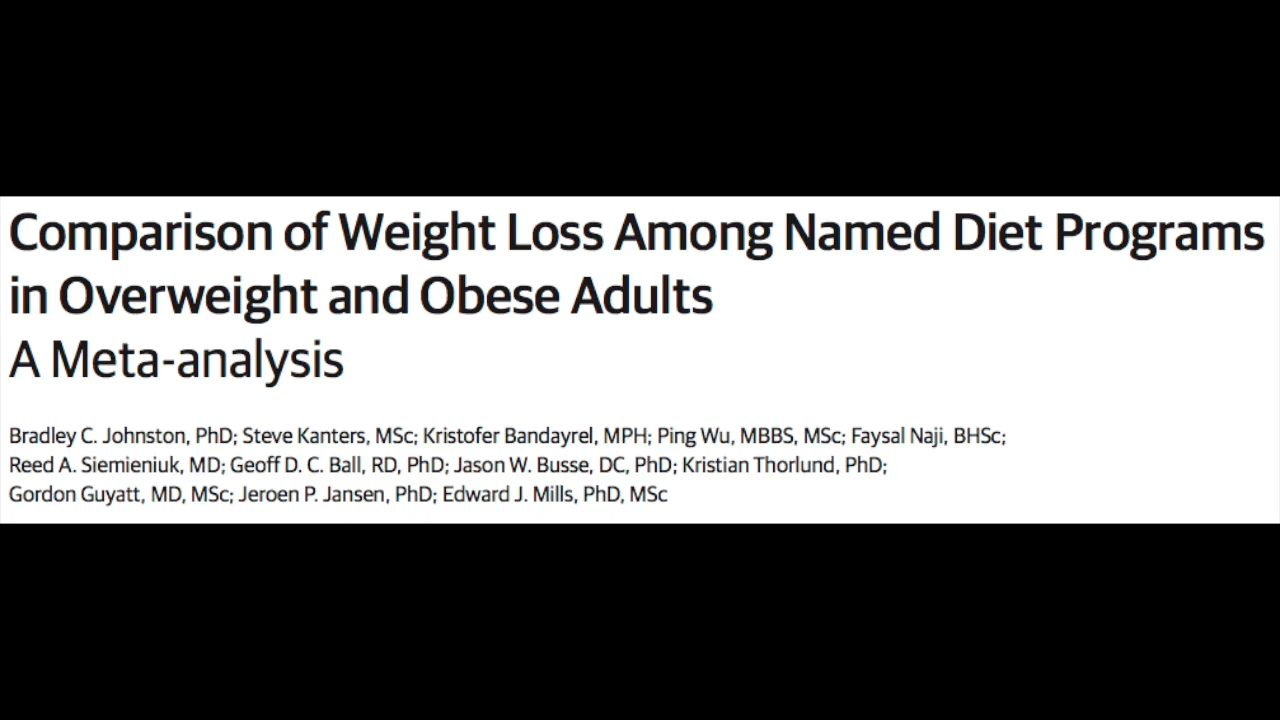 Comparison of Weight Loss Among Named Diet Programs
in Overweight and Obese Adults
A Meta-analysis
Bradley C. Johnston, PhD; Steve Kanters, MSc; Kristofer Bandayrel, MPH; Ping Wu, MBBS, MSc; Faysal Naji, BHSc;
Reed A. Siemieniuk, MD; Geoff D. C. Ball, RD, PhD; Jason W. Busse, DC, PhD; Kristian Thorlund, PhD;
Gordon Guyatt, MD, MSc; Jeroen P. Jansen, PhD; Edward J. Mills, PhD, MSc